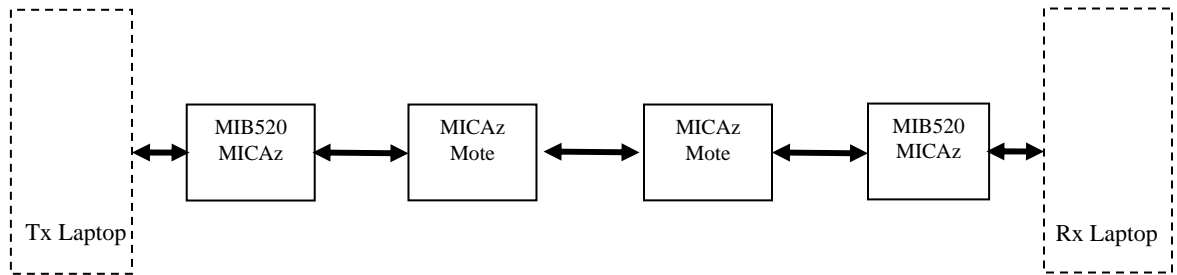 MIB520
MICAz
MICAz
Mote
MICAz
Mote
MIB520
MICAz
Tx Laptop
Rx Laptop